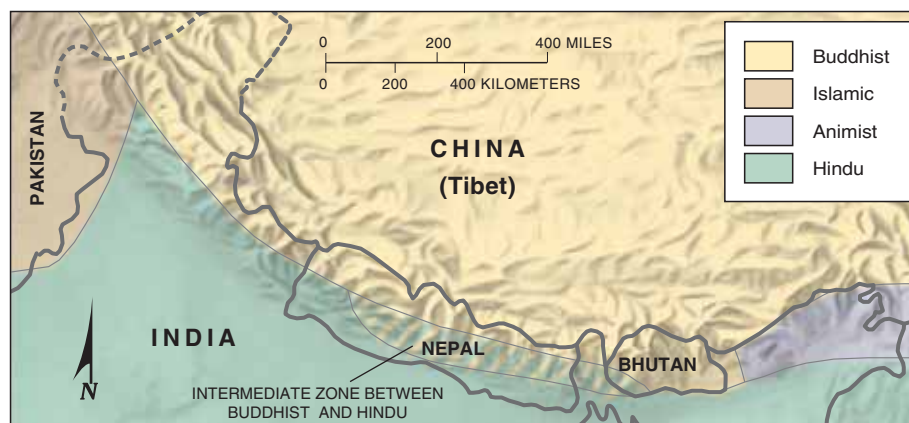 0 200 400 MILES
0 200 400 KILOMETERS
Buddhist
Islamic
Animist
Hindu
PAKISTAN
CHINA
(Tibet)
INDIA
NEPAL
BHUTAN
INTERMEDIATE ZONE BETWEEN
BUDDHIST AND HINDU
N